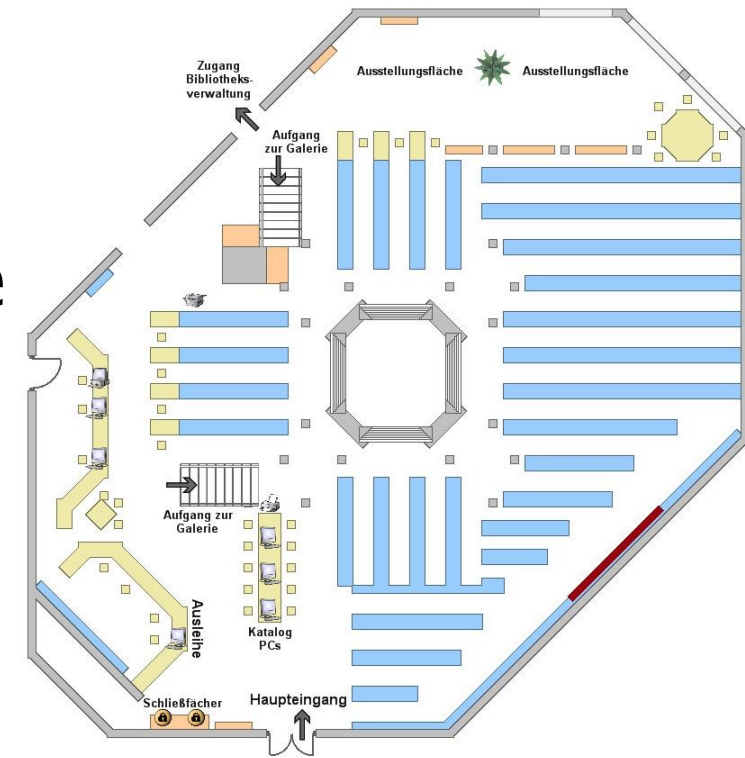 Zugang
Bibliotheks-
verwaltung
Ausstellungsfläche
Ausstellungsfläche
Aufgang
zur Galerie
e
Aufgang zur
Galerie
Katalog
PCs
Ausleihe
Schließfächer
Haupteingang